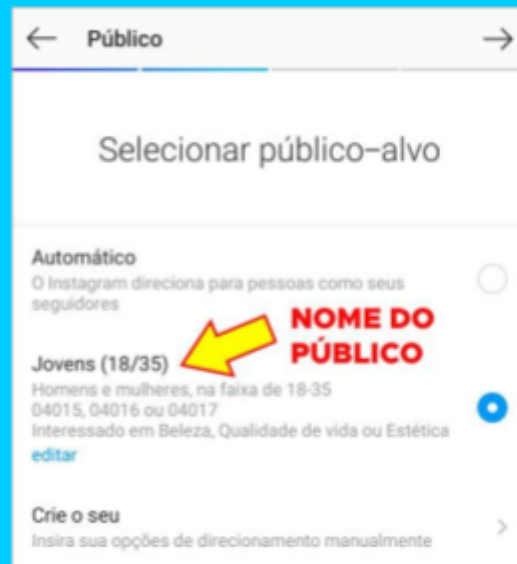 Público
Selecionar público-alvo
Automático
O Instagram direciona para pessoas como seus
seguidores
NOME DO
PÚBLICO
Jovens (18/35)
Homens e mulheres, na faixa de 18-35
04015, 04016 ou 04017
Interessado em Beleza, Qualidade de vida ou Estética
editar
Crie o seu
Insira sua opções de direcionamento manualmente